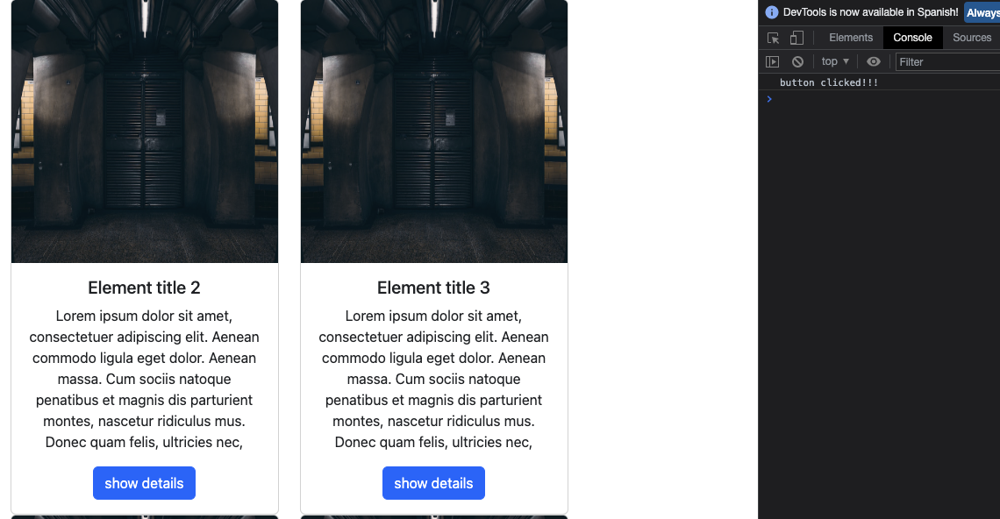 Element title 2
Lorem ipsum dolor sit amet,
consectetuer adipiscing elit. Aenean
commodo ligula eget dolor. Aenean
massa. Cum sociis natoque
penatibus et magnis dis parturient
montes, nascetur ridiculus mus.
Donec quam felis, ultricies nec,
show details
Element title 3
Lorem ipsum dolor sit amet,
consectetuer adipiscing elit. Aenean
commodo ligula eget dolor. Aenean
massa. Cum sociis natoque
penatibus et magnis dis parturient
montes, nascetur ridiculus mus.
Donec quam felis, ultricies nec,
show details
DevTools is now available in Spanish! Always
Elements Console Sources
top Filter
button clicked!!!